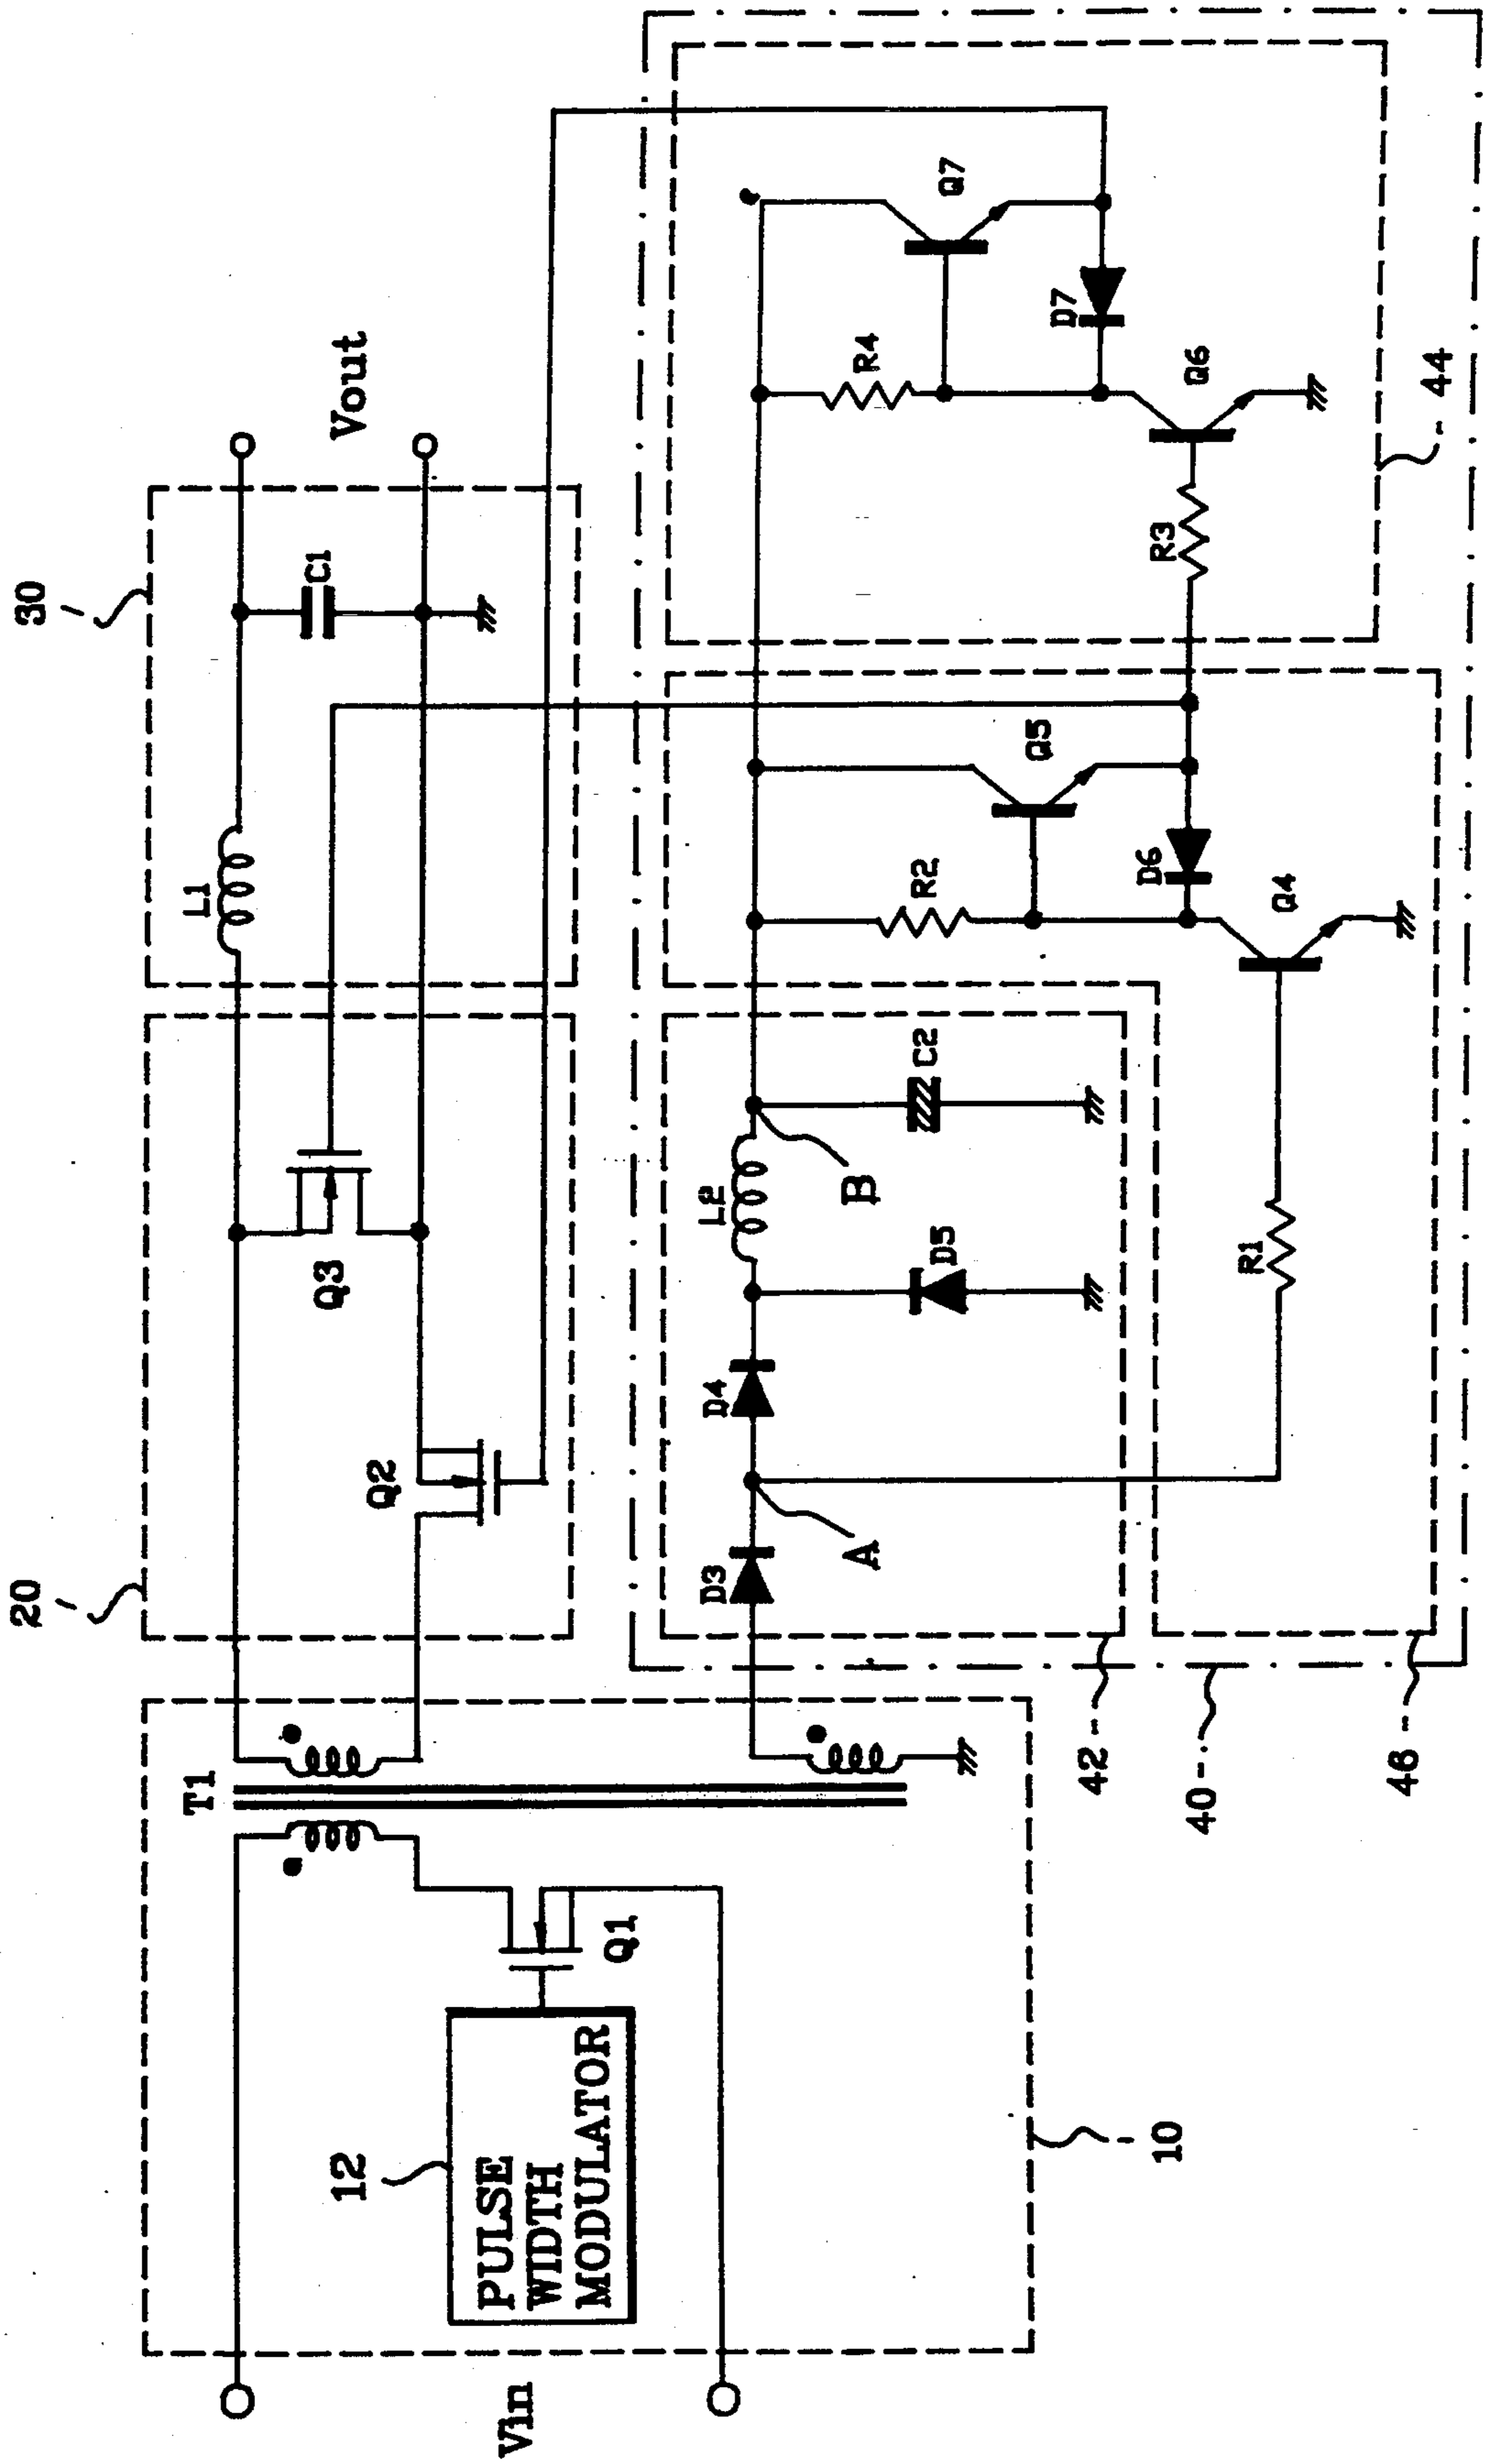 30
Vout
C1
L1
20
Q3
Q2
T1
12
PULSE
WIDTH
MODULATOR
Q1
Vin
10
Q7
R4
D7
Q6
44
R3
Q5
R2
D6
Q4
C2
L2
B
D5
D4
A
D3
R1
42
40
46